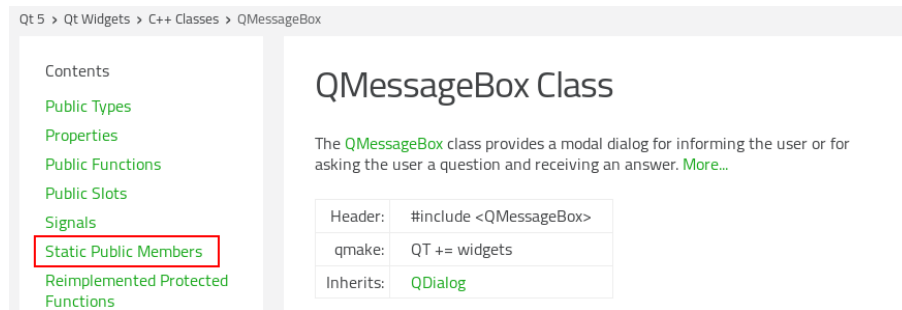 Qt 5 › Qt Widgets › C++ Classes › QMessageBox
Contents
Public Types
Properties
Public Functions
Public Slots
Signals
Static Public Members
Reimplemented Protected
Functions
QMessageBox Class
The QMessageBox class provides a modal dialog for informing the user or for
asking the user a question and receiving an answer. More...
Header: #include <QMessageBox>
qmake: QT += widgets
Inherits: QDialog